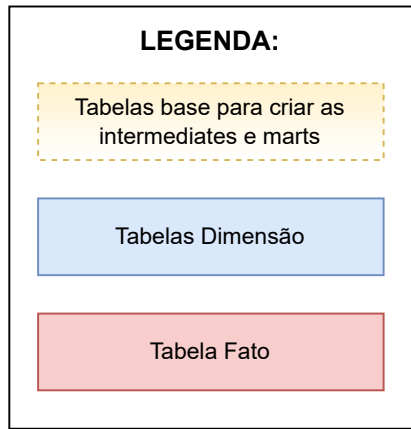 LEGENDA:
Tabelas base para criar as
intermediates e marts
Tabelas Dimensão
Tabela Fato